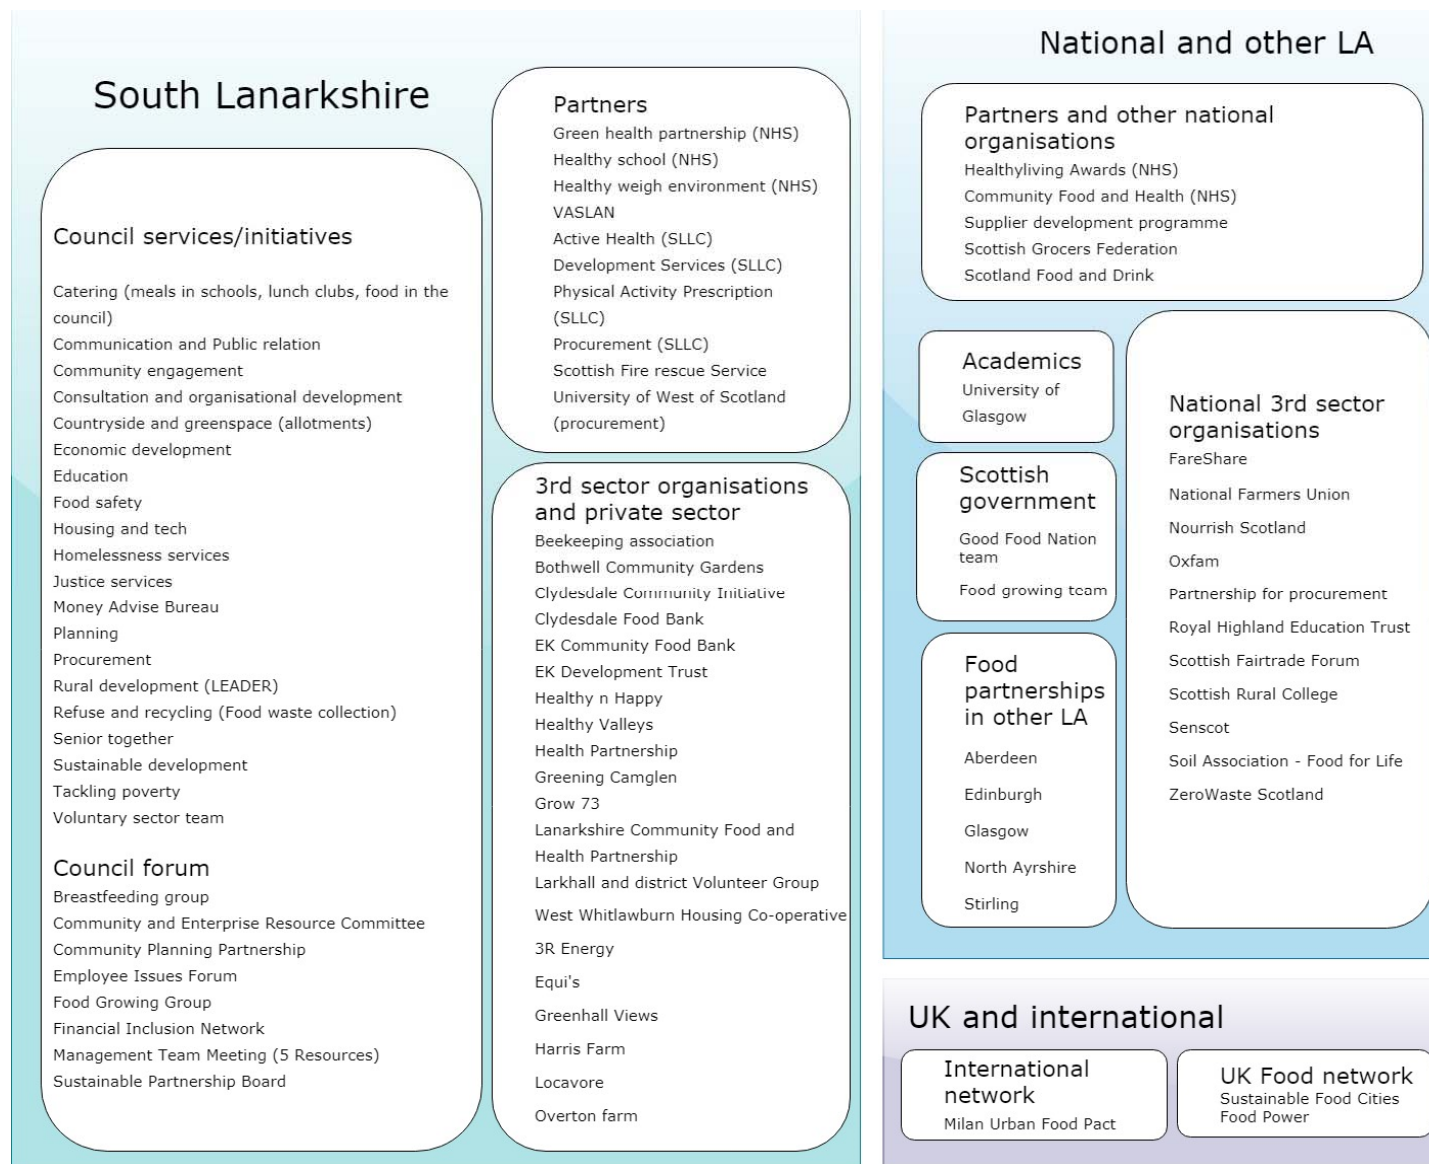 South Lanarkshire
Council services/initiatives
Catering (meals in schools, lunch clubs, food in the
council)
Communication and Public relation
Community engagement
Consultation and organisational development
Countryside and greenspace (allotments)
Economic development
Education
Food safety
Housing and tech
Homelessness services
Justice services
Money Advise Bureau
Planning
Procurement
Rural development (LEADER)
Refuse and recycling (Food waste collection)
Senior together
Sustainable development
Tackling poverty
Voluntary sector team
Council forum
Breastfeeding group
Community and Enterprise Resource Committee
Community Planning Partnership
Employee Issues Forum
Food Growing Group
Financial Inclusion Network
Management Team Meeting (5 Resources)
Sustainable Partnership Board
Partners
Green health partnership (NHS)
Healthy school (NHS)
Healthy weigh environment (NHS)
VASLAN
Active Health (SLLC)
Development Services (SLLC)
Physical Activity Prescription
(SLLC)
Procurement (SLLC)
Scottish Fire rescue Service
University of West of Scotland
(procurement)
3rd sector organisations
and private sector
Beekeeping association
Bothwell Community Gardens
Clydesdale Community Initiative
Clydesdale Food Bank
EK Community Food Bank
EK Development Trust
Healthy n Happy
Healthy Valleys
Health Partnership
Greening Camglen
Grow 73
Lanarkshire Community Food and
Health Partnership
Larkhall and district Volunteer Group
West Whitlawburn Housing Co-operative
3R Energy
Equi's
Greenhall Views
Harris Farm
Locavore
Overton farm
National and other LA
Partners and other national
organisations
Healthyliving Awards (NHS)
Community Food and Health (NHS)
Supplier development programme
Scottish Grocers Federation
Scotland Food and Drink
Academics
University of
Glasgow
Scottish
government
Good Food Nation
team
Food growing team
Food
partnerships
in other LA
Aberdeen
Edinburgh
Glasgow
North Ayrshire
Stirling
National 3rd sector
organisations
FareShare
National Farmers Union
Nourrish Scotland
Oxfam
Partnership for procurement
Royal Highland Education Trust
Scottish Fairtrade Forum
Scottish Rural College
Senscot
Soil Association - Food for Life
ZeroWaste Scotland
UK and international
International
network
Milan Urban Food Pact
UK Food network
Sustainable Food Cities
Food Power